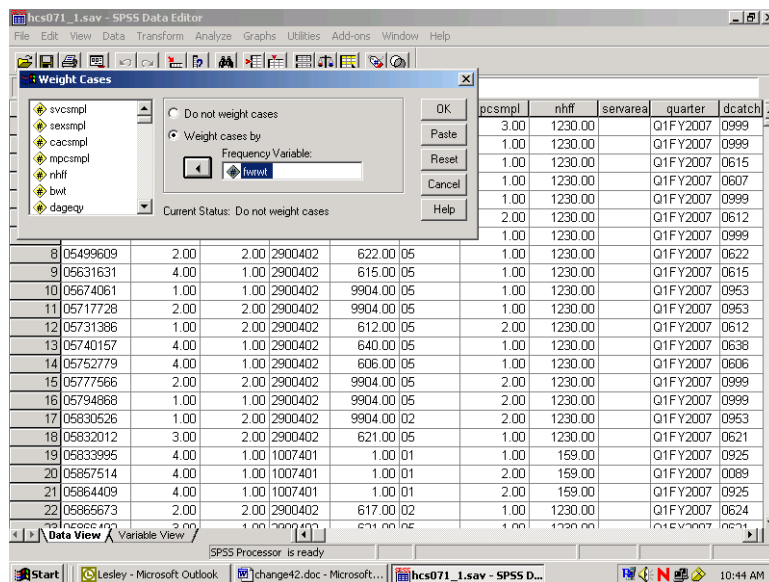 hcs071_1.sav - SPSS Data Editor
File Edit View Data Transform Analyze Graphs Utilities Add-ons Window Help
Weight Cases
svcsmpl
sexsmpl
cacsmpl
mpcsmpl
nhff
bwt
dageqy
Do not weight cases
Weight cases by
Frequency Variable:
fwrwt
Current Status: Do not weight cases
OK
Paste
Reset
Cancel
Help
pcsmpl nhff servarea quarter dcatch
3.00 1230.00 Q1FY2007 0999
1.00 1230.00 Q1FY2007 0999
1.00 1230.00 Q1FY2007 0615
1.00 1230.00 Q1FY2007 0607
1.00 1230.00 Q1FY2007 0999
2.00 1230.00 Q1FY2007 0612
1.00 1230.00 Q1FY2007 0999
8 05499609 2.00 2.00 2900402 622.00 05 1.00 1230.00 Q1FY2007 0622
9 05631631 4.00 1.00 2900402 615.00 05 1.00 1230.00 Q1FY2007 0615
10 05674061 1.00 1.00 2900402 9904.00 05 1.00 1230.00 Q1FY2007 0953
11 05717728 2.00 2.00 2900402 9904.00 05 1.00 1230.00 Q1FY2007 0953
12 05731386 1.00 2.00 2900402 612.00 05 2.00 1230.00 Q1FY2007 0612
13 05740157 4.00 1.00 2900402 640.00 05 1.00 1230.00 Q1FY2007 0638
14 05752779 4.00 1.00 2900402 606.00 05 1.00 1230.00 Q1FY2007 0606
15 05777566 2.00 2.00 2900402 9904.00 05 2.00 1230.00 Q1FY2007 0999
16 05794868 1.00 1.00 2900402 9904.00 05 2.00 1230.00 Q1FY2007 0999
17 05830526 1.00 2.00 2900402 9904.00 02 2.00 1230.00 Q1FY2007 0953
18 05832012 3.00 2.00 2900402 621.00 05 1.00 1230.00 Q1FY2007 0621
19 05833995 4.00 1.00 1007401 1.00 01 1.00 159.00 Q1FY2007 0925
20 05857514 4.00 1.00 1007401 1.00 01 2.00 159.00 Q1FY2007 0089
21 05864409 4.00 1.00 1007401 1.00 01 2.00 159.00 Q1FY2007 0925
22 05865673 2.00 2.00 2900402 617.00 02 1.00 1230.00 Q1FY2007 0624
Data View Variable View
SPSS Processor is ready
Start Lesley - Microsoft Outlook change42.doc - Microsoft... hcs071_1.sav - SPSS D... 10:44 AM